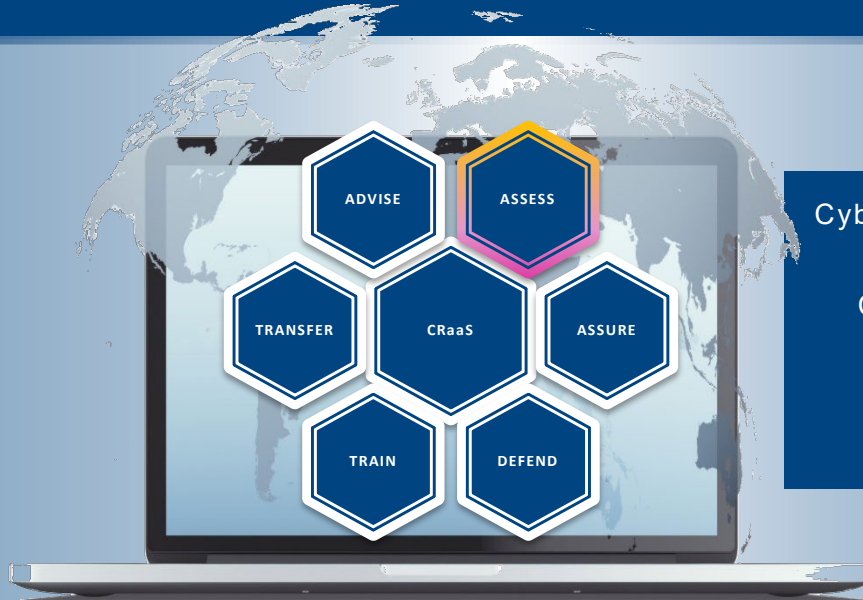 ADVISE
ASSESS
TRANSFER
CRaaS
ASSURE
TRAIN
DEFEND